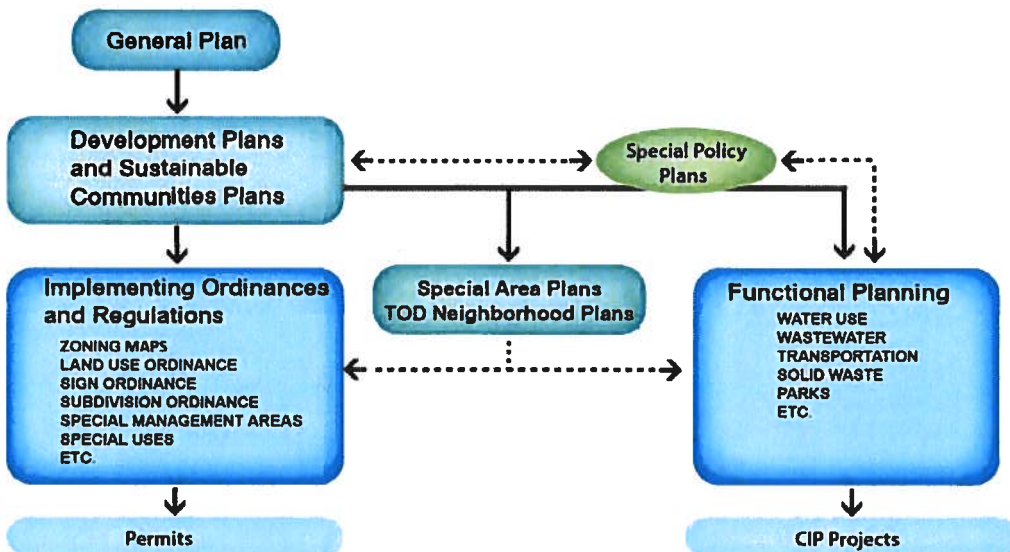 General Plan
Development Plans
and Sustainable
Communities Plans
Special Policy
Plans
Implementing Ordinances
and Regulations
ZONING MAPS
LAND USE ORDINANCE
SIGN ORDINANCE
SUBDIVISION ORDINANCE
SPECIAL MANAGEMENT AREAS
SPECIAL USES
ETC.
Special Area Plans
TOD Neighborhood Plans
Functional Planning
WATER USE
WASTEWATER
TRANSPORTATION
SOLID WASTE
PARKS
ETC.
Permits
CIP Projects